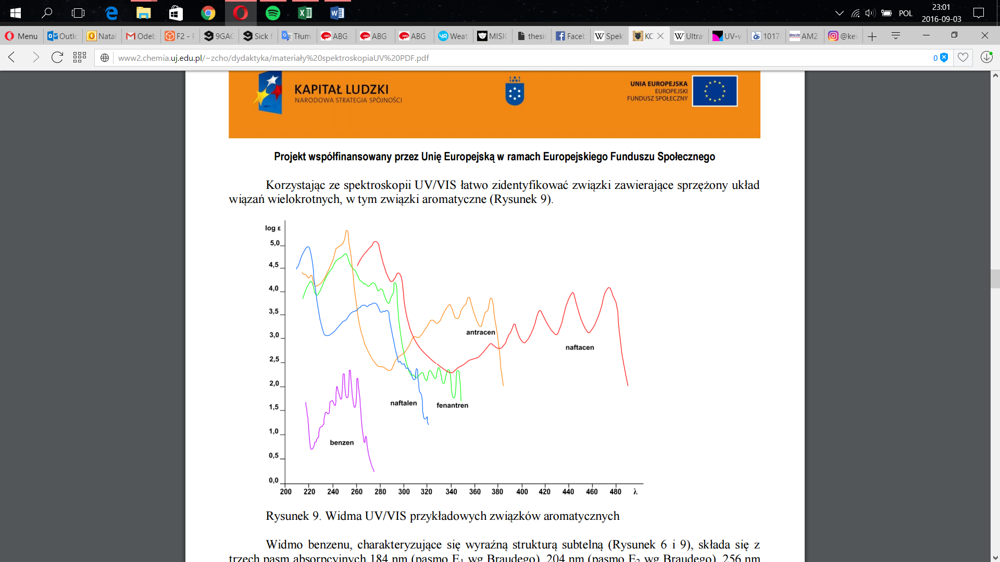 POL
23:01
2016-09-03
Menu
Outlo
Natal
Odeb
F2 - F
9GAG
Sick f
Tłum
ABG
ABG
ABG
Weat
MISIC
thesis
Faceb
Spek
KC
Ultra
UV-v
1017
AM2
@kev
www2.chemia.uj.edu.pl/~zcho/dydaktyka/materiały%20spektroskopiaUV%20PDF.pdf
0
KAPITAŁ LUDZKI
NARODOWA STRATEGIA SPÓJNOŚCI
UNIA EUROPEJSKA
EUROPEJSKI
FUNDUSZ SPOŁECZNY
Projekt współfinansowany przez Unię Europejską w ramach Europejskiego Funduszu Społecznego
Korzystając ze spektroskopii UV/VIS łatwo zidentyfikować związki zawierające sprzężony układ
wiązań wielokrotnych, w tym związki aromatyczne (Rysunek 9).
log ε
5,0
4,5
4,0
3,5
3,0
2,5
2,0
1,5
1,0
0,5
0,0
antracen
naftacen
naftalen
fenantren
benzen
200 220 240 260 280 300 320 340 360 380 400 420 440 460 480 λ
Rysunek 9. Widma UV/VIS przykładowych związków aromatycznych
Widmo benzenu, charakteryzujące się wyraźną strukturą subtelną (Rysunek 6 i 9), składa się z
trzech pasm absorpcyjnych 184 nm (pasmo E₁ wg Braudego), 204 nm (pasmo E₂ wg Braudego), 256 nm